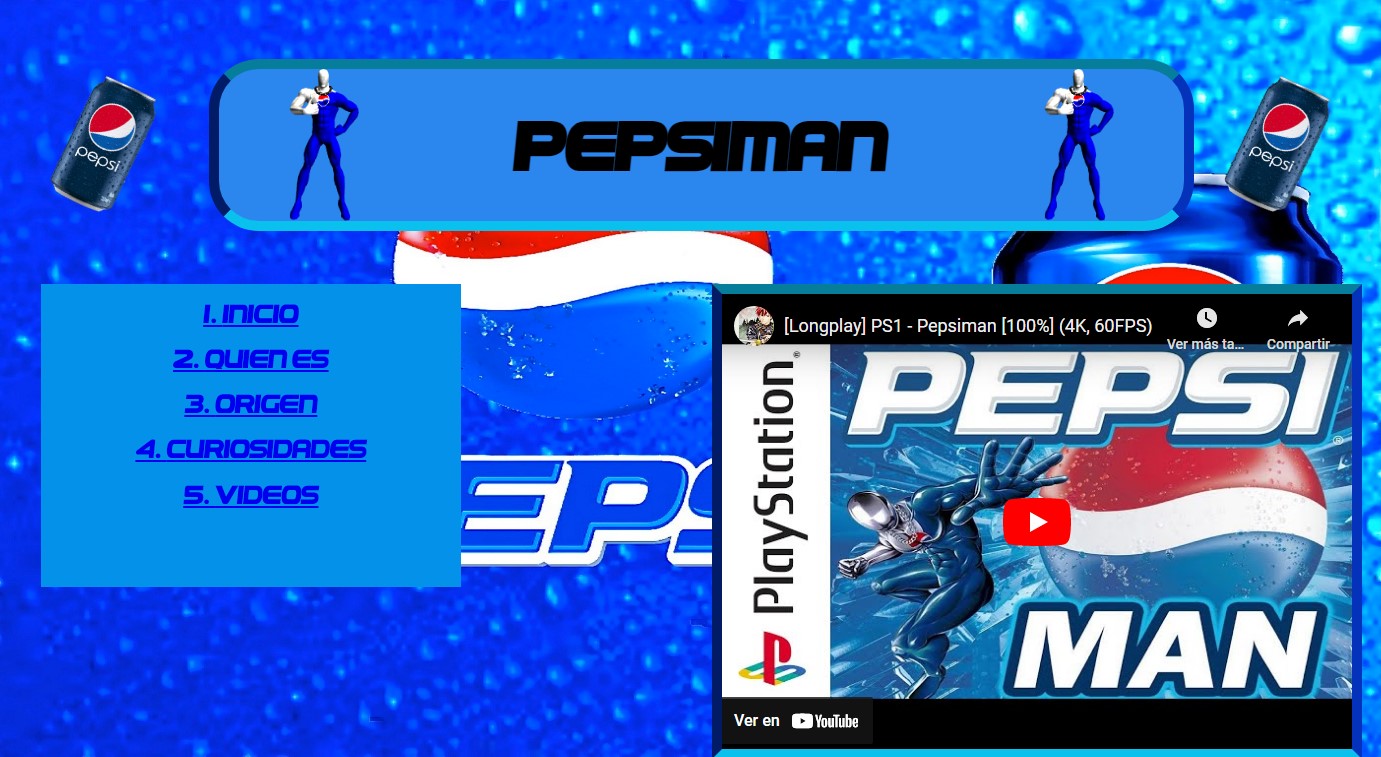 pepsi
PEPSIMAN
pepsi
1. INICIO
2. QUIEN ES
3. ORIGEN
4. CURIOSIDADES
5. VIDEOS
EPS
[Longplay] PS1 - Pepsiman [100%] (4K, 60FPS)
Ver más ta...
Compartir
PlayStation®
PEPSI®
MAN
Ver en YouTube